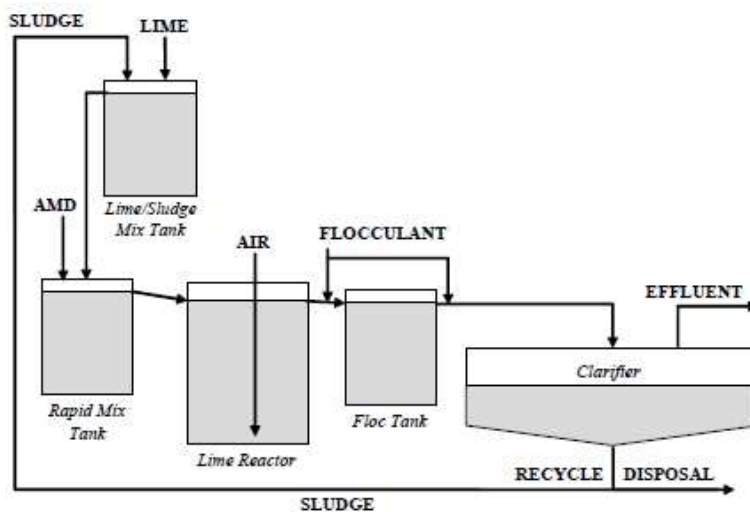 SLUDGE
LIME
Lime/Sludge
Mix Tank
AMD
AIR
FLOCCULANT
EFFLUENT
Clarifier
Rapid Mix
Tank
Lime Reactor
Floc Tank
RECYCLE
DISPOSAL
SLUDGE